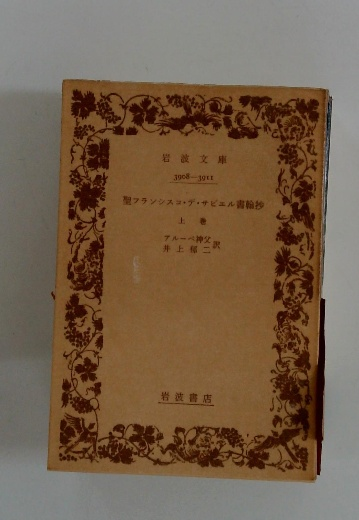 岩波文庫
3908—3911
聖フランシスコ・デ・サビエル書翰抄
上巻
アルーペ神父
井上郁二
訳
岩波書店